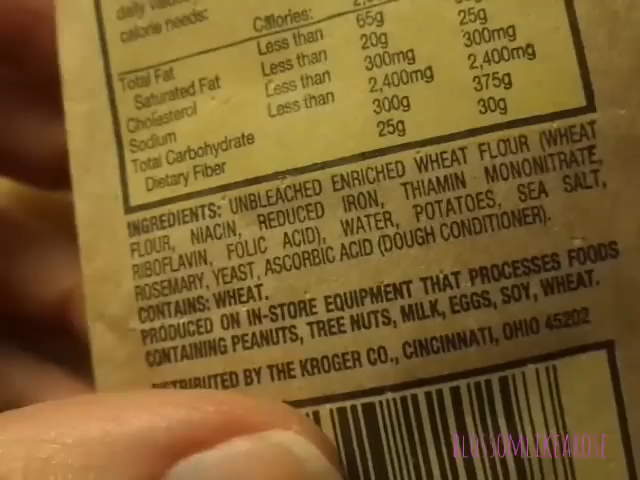 calorie needs:
Calories:
Total Fat Less than 65g
Saturated Fat Less than 20g 25g
Cholesterol Less than 300mg 300mg
Sodium Less than 2,400mg 2,400mg
Total Carbohydrate 300g 375g
Dietary Fiber 25g 30g
INGREDIENTS: UNBLEACHED ENRICHED WHEAT FLOUR (WHEAT
FLOUR, NIACIN, REDUCED IRON, THIAMIN MONONITRATE,
RIBOFLAVIN, FOLIC ACID), WATER, POTATOES, SEA SALT,
ROSEMARY, YEAST, ASCORBIC ACID (DOUGH CONDITIONER).
CONTAINS: WHEAT.
PRODUCED ON IN-STORE EQUIPMENT THAT PROCESSES FOODS
CONTAINING PEANUTS, TREE NUTS, MILK, EGGS, SOY, WHEAT.
DISTRIBUTED BY THE KROGER CO., CINCINNATI, OHIO 45202
BLOSSOMLIKEAROSE